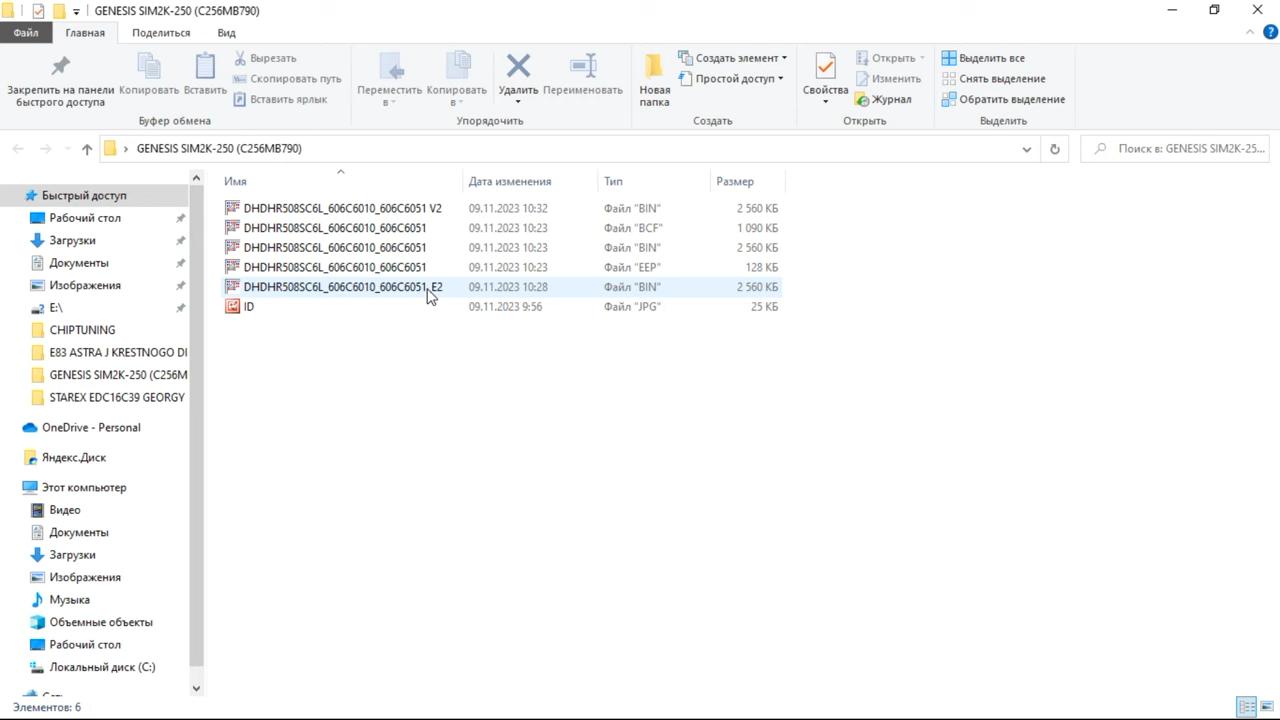 GENESIS SIM2K-250 (C256MB790)
Файл
Главная
Поделиться
Вид
Закрепить на панели быстрого доступа
Копировать
Вставить
Вырезать
Скопировать путь
Вставить ярлык
Буфер обмена
Переместить в
Копировать в
Удалить
Переименовать
Упорядочить
Новая папка
Создать элемент
Простой доступ
Создать
Свойства
Открыть
Изменить
Журнал
Открыть
Выделить все
Снять выделение
Обратить выделение
Выделить
GENESIS SIM2K-250 (C256MB790)
Поиск в: GENESIS SIM2K-25...
Быстрый доступ
Рабочий стол
Загрузки
Документы
Изображения
E:\
CHIPTUNING
E83 ASTRA J KRESTNOGO DI
GENESIS SIM2K-250 (C256M
STAREX EDC16C39 GEORGY
OneDrive - Personal
Яндекс.Диск
Этот компьютер
Видео
Документы
Загрузки
Изображения
Музыка
Объемные объекты
Рабочий стол
Локальный диск (C:)
Имя Дата изменения Тип Размер
DHDHR508SC6L_606C6010_606C6051 V2 09.11.2023 10:32 Файл "BIN" 2 560 КБ
DHDHR508SC6L_606C6010_606C6051 09.11.2023 10:23 Файл "BCF" 1 090 КБ
DHDHR508SC6L_606C6010_606C6051 09.11.2023 10:23 Файл "BIN" 2 560 КБ
DHDHR508SC6L_606C6010_606C6051 09.11.2023 10:23 Файл "EEP" 128 КБ
DHDHR508SC6L_606C6010_606C6051_E2 09.11.2023 10:28 Файл "BIN" 2 560 КБ
ID 09.11.2023 9:56 Файл "JPG" 25 КБ
Элементов: 6